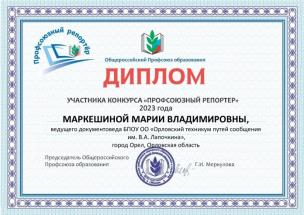 Профсоюзный репортёр
Общероссийский Профсоюз образования
ДИПЛОМ
УЧАСТНИКА КОНКУРСА «ПРОФСОЮЗНЫЙ РЕПОРТЕР»
2023 года
МАРКЕШИНОЙ МАРИИ ВЛАДИМИРОВНЫ,
ведущего документоведа БПОУ ОО «Орловский техникум путей сообщения
им. В.А. Лапочкина»,
город Орел, Орловская область
Председатель Общероссийского
Профсоюза образования
Г.И. Меркулова